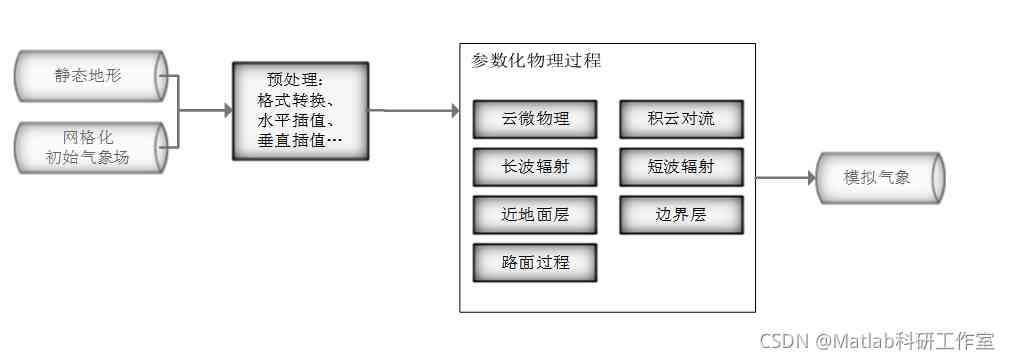 静态地形
网格化
初始气象场
预处理：
格式转换、
水平插值、
垂直插值…
参数化物理过程
云微物理
积云对流
长波辐射
短波辐射
近地面层
边界层
路面过程
模拟气象
CSDN @Matlab科研工作室